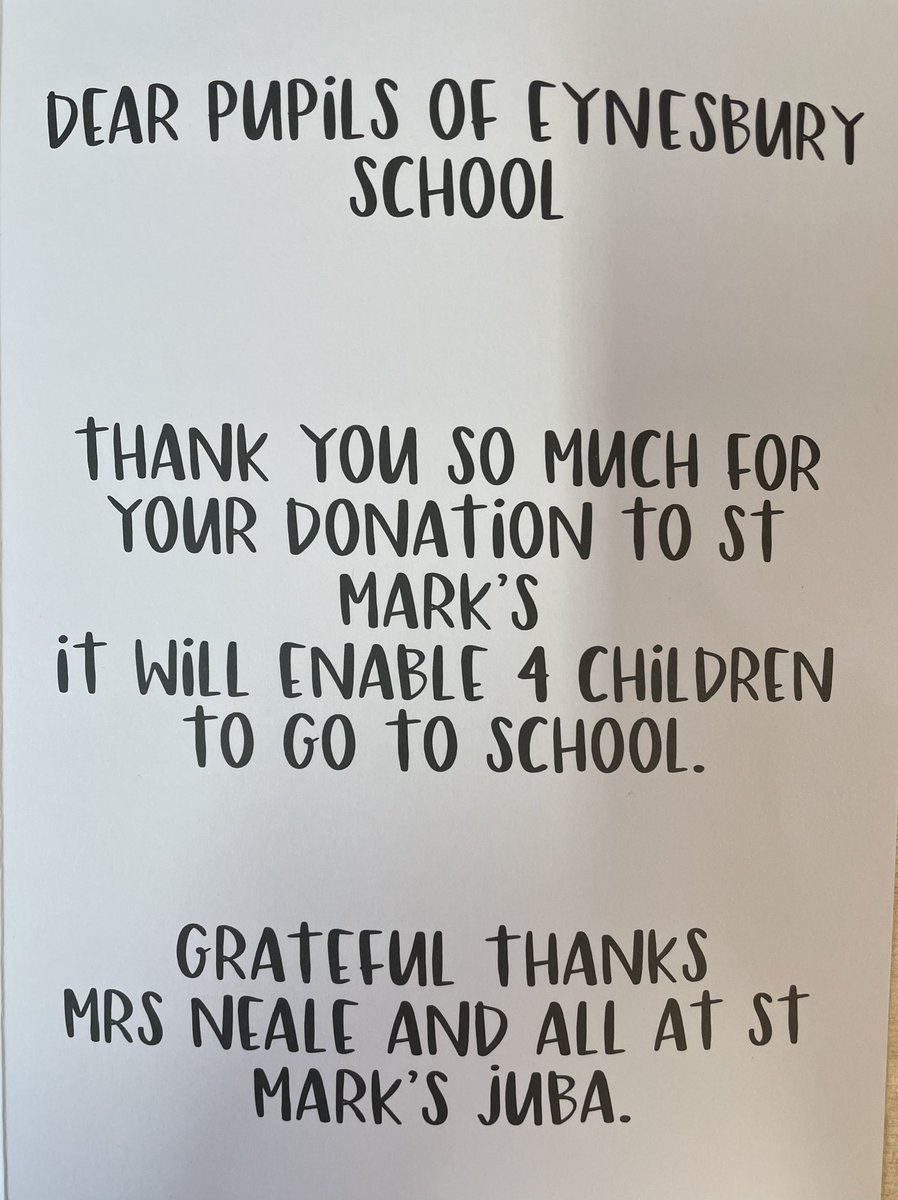 DEAR PUPiLS OF EYNESBURY
SCHOOL
THANK YOU SO MUCH FOR
YOUR DONATiON TO ST
MARK'S
iT WiLL ENABLE 4 CHiLDREN
TO GO TO SCHOOL.
GRATEFUL THANKS
MRS NEALE AND ALL AT ST
MARK'S JUBA.